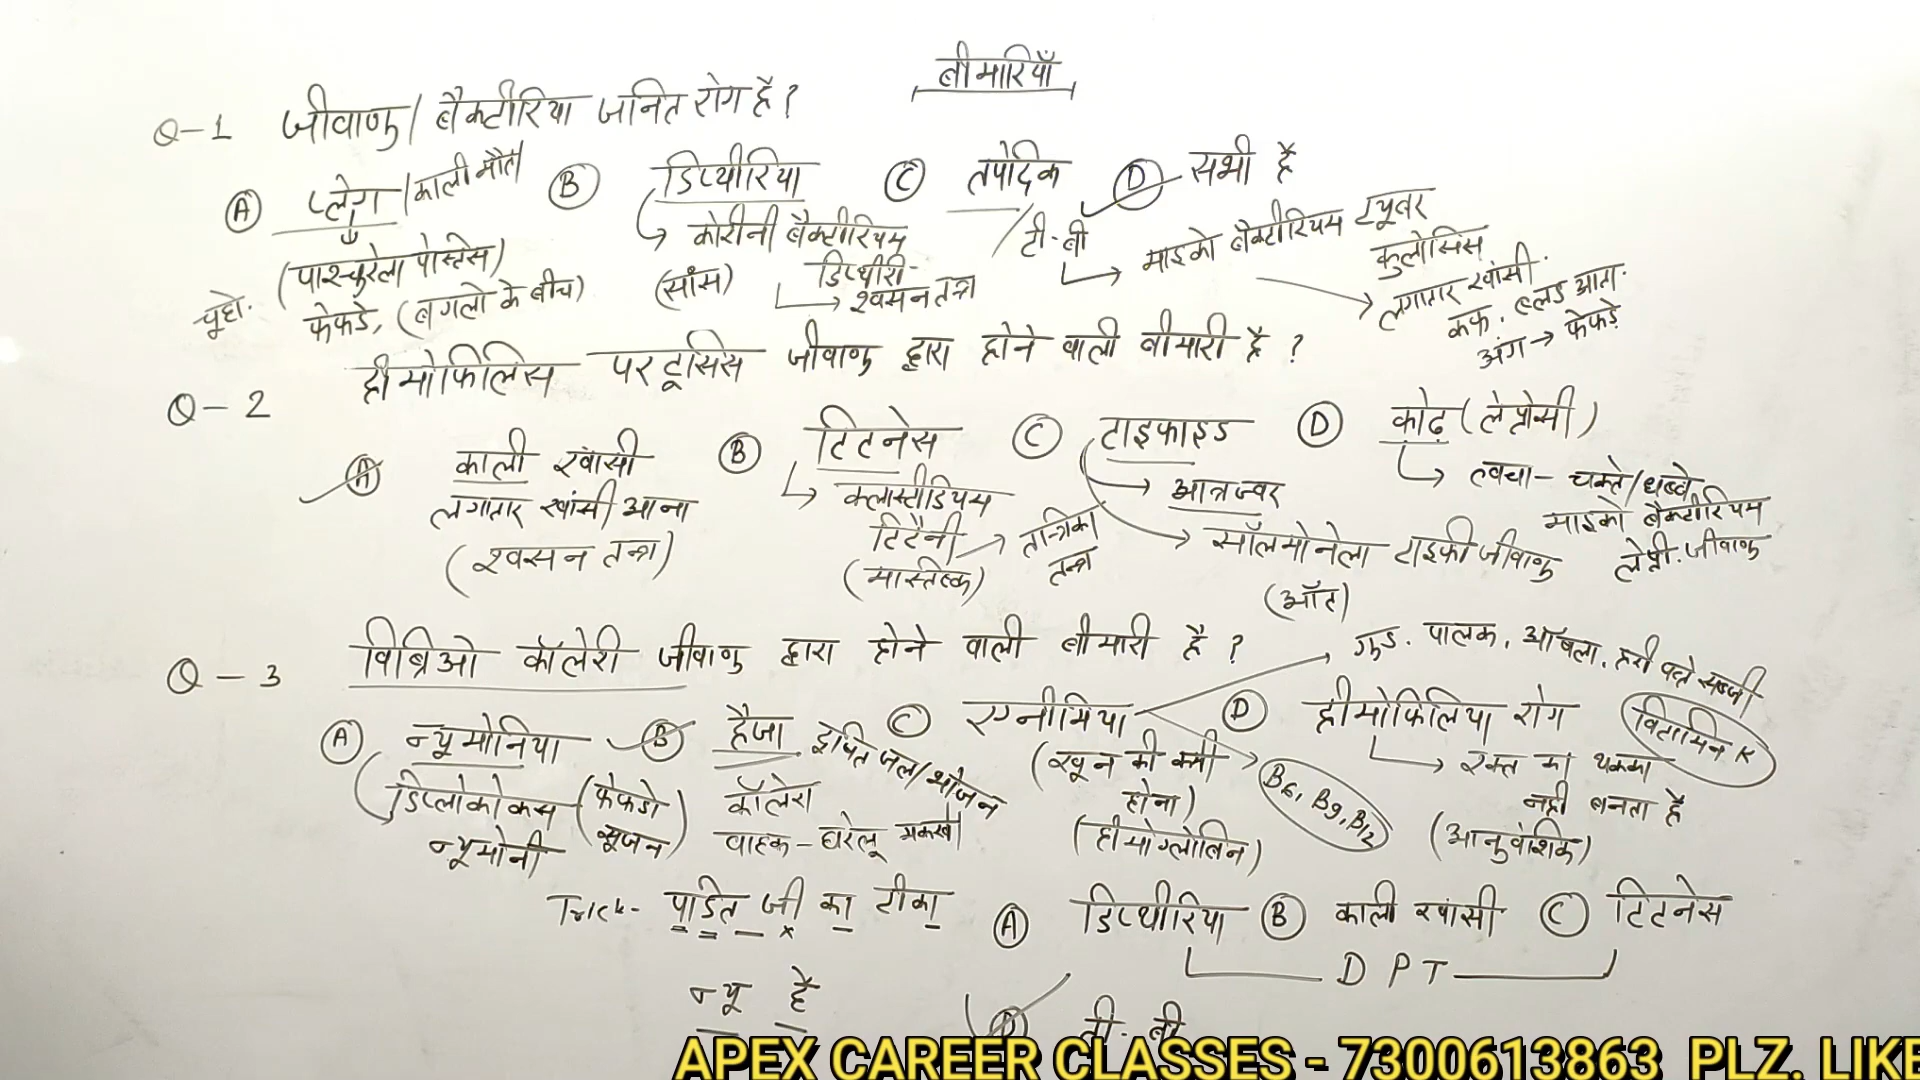 बीमारियाँ
Q-1 जीवाणु/बैक्टीरिया जनित रोग है?
A प्लेग/काली मौत B डिप्थीरिया C तपेदिक D सभी है
(पाश्चुरेला पेस्टिस)
चूहे. फेफडे, (बगलो के बीच)
कोरीनी बैक्टीरियम
डिप्थीरी-
(सांस) श्वसन तन्त्र
टी-बी
माइको बैक्टीरियम ट्यूबर
कुलोसिस
लगातार खांसी.
कफ. ब्लड आता.
अंग → फेफडे
Q-2 हीमोफिलिस परटूसिस जीवाणु द्वारा होने वाली बीमारी है?
A काली खांसी B टिटनेस C टाइफाइड D कोढ़ (लेप्रोसी)
लगातार खांसी आना
(श्वसन तन्त्र)
क्लास्टीडियम
टिटैनी
(मास्तिष्क) → तान्त्रिका
तन्त्र
आन्त्र ज्वर
सॉलमोनेला टाइफी जीवाणु
(आँत)
त्वचा - चकते/धब्बे
माइको बैक्टीरियम
लेप्री. जीवाणु
Q-3 विब्रिओ कॉलेरी जीवाणु द्वारा होने वाली बीमारी है?
गुड. पालक. आँबला. हरी पत्ते सब्जी
A न्यूमोनिया B हैजा C एनीमिया D हीमोफिलिया रोग
डिप्लोकोकस
न्यूमोनी
(फेफडो
सूजन)
दूषित जल/भोजन
कॉलेरा
वाहक - घरेलू मक्खी
(खून की कमी
होना)
(हीमोग्लोबिन)
B6, B9, B12
विटामिन K
रक्त का थक्का
नही बनता है
(आनुवंशिक)
Trick- पंडित जी का टीका
न्यू है
A डिप्थीरिया B काली खांसी C टिटनेस
D P T
D टी-बी
APEX CAREER CLASSES - 7300613863 PLZ. LIKE